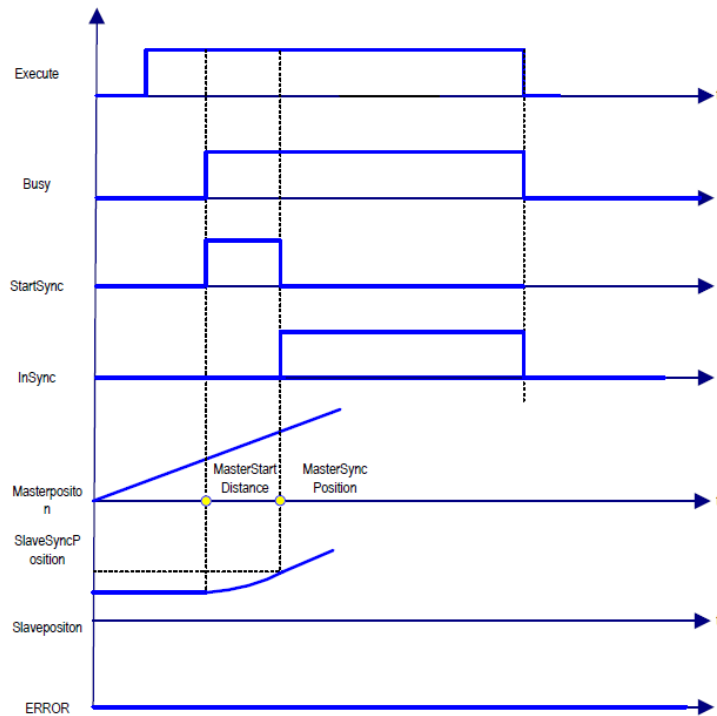 Execute
t
Busy
StartSync
InSync
MasterStart
Distance
MasterSync
Position
Masterposito
n
t
SlaveSyncP
osition
Slavepositon
t
ERROR